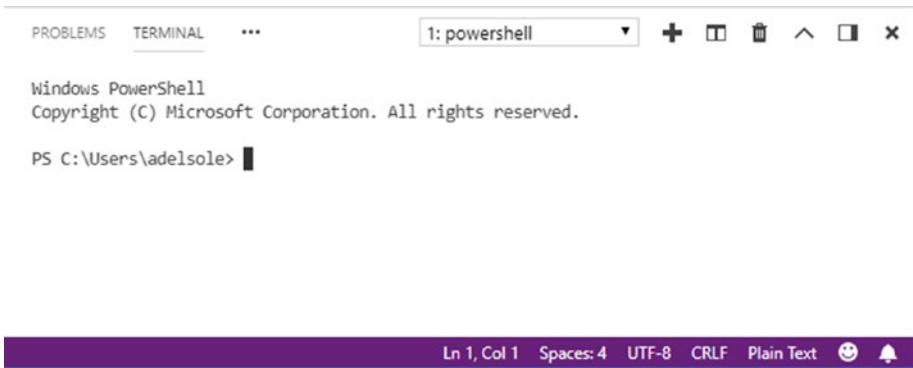 PROBLEMS TERMINAL ••• 1: powershell
Windows PowerShell
Copyright (C) Microsoft Corporation. All rights reserved.
PS C:\Users\adelsole>
Ln 1, Col 1 Spaces: 4 UTF-8 CRLF Plain Text